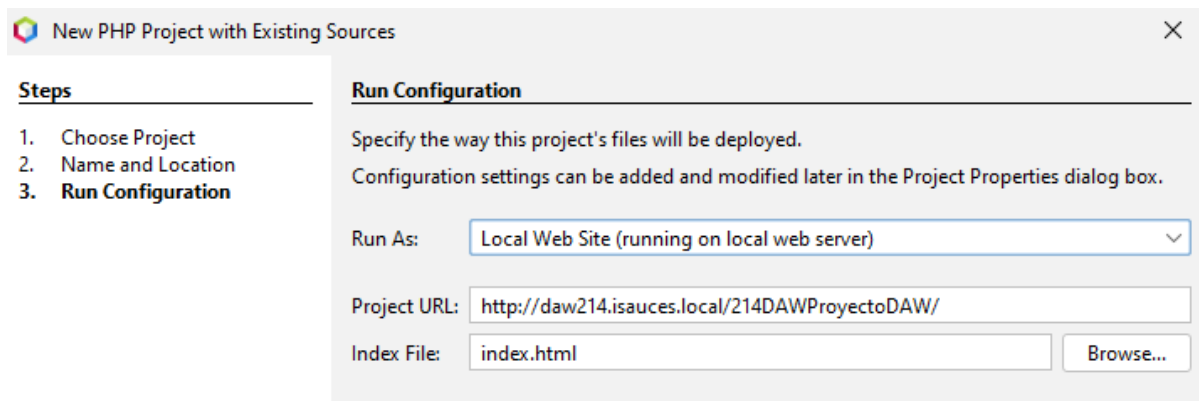 New PHP Project with Existing Sources
Steps
1. Choose Project
2. Name and Location
3. Run Configuration
Run Configuration
Specify the way this project's files will be deployed.
Configuration settings can be added and modified later in the Project Properties dialog box.
Run As: Local Web Site (running on local web server)
Project URL: http://daw214.isauces.local/214DAWProyectoDAW/
Index File: index.html Browse...